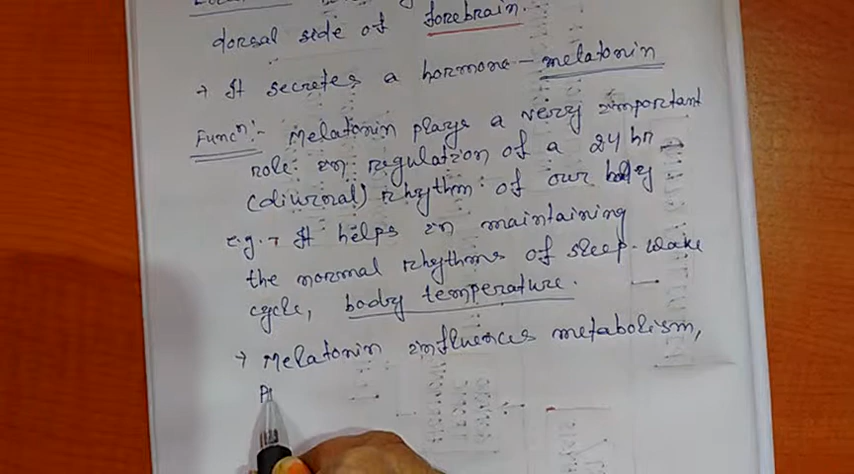 dorsal side of forebrain.
→ It secretes a hormone - melatonin
Funcⁿ:- Melatonin plays a very important
role in regulation of a 24 hr
(diurnal) rhythm of our body
e.g. - It helps in maintaining
the normal rhythms of sleep-wake
cycle, body temperature.
→ Melatonin influences metabolism,